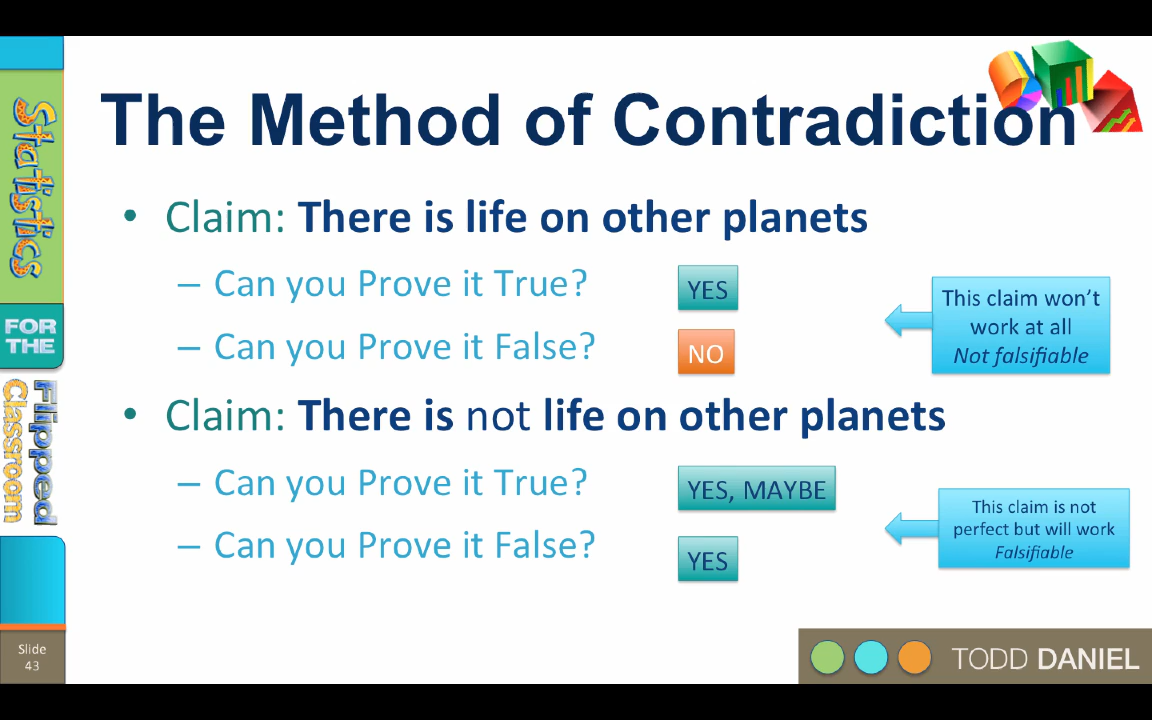 The Method of Contradiction
• Claim: There is life on other planets
– Can you Prove it True?
YES
– Can you Prove it False?
NO
This claim won't
work at all
Not falsifiable
• Claim: There is not life on other planets
– Can you Prove it True?
YES, MAYBE
– Can you Prove it False?
YES
This claim is not
perfect but will work
Falsifiable
Statistics
FOR
THE
Flipped
Classroom
Slide
43
TODD DANIEL